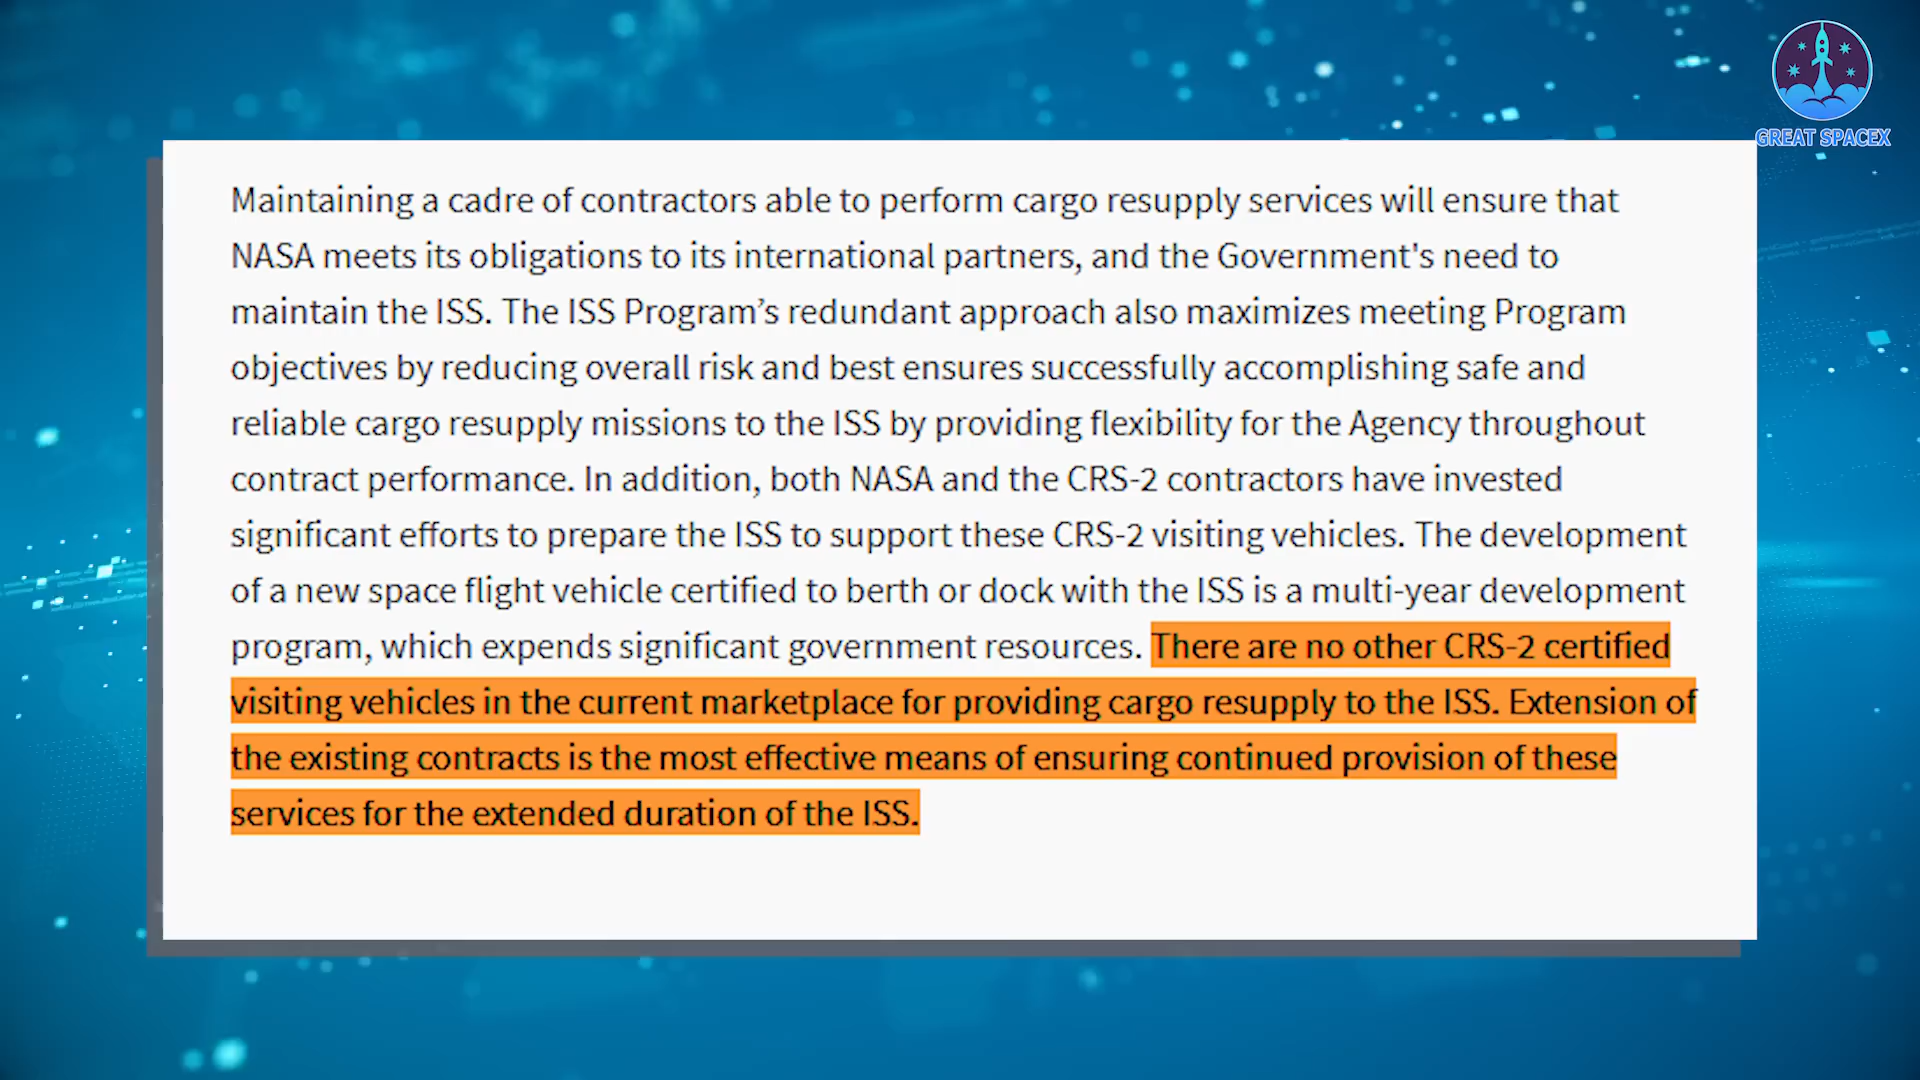 GREAT SPACEX
Maintaining a cadre of contractors able to perform cargo resupply services will ensure that
NASA meets its obligations to its international partners, and the Government's need to
maintain the ISS. The ISS Program’s redundant approach also maximizes meeting Program
objectives by reducing overall risk and best ensures successfully accomplishing safe and
reliable cargo resupply missions to the ISS by providing flexibility for the Agency throughout
contract performance. In addition, both NASA and the CRS-2 contractors have invested
significant efforts to prepare the ISS to support these CRS-2 visiting vehicles. The development
of a new space flight vehicle certified to berth or dock with the ISS is a multi-year development
program, which expends significant government resources. There are no other CRS-2 certified
visiting vehicles in the current marketplace for providing cargo resupply to the ISS. Extension of
the existing contracts is the most effective means of ensuring continued provision of these
services for the extended duration of the ISS.